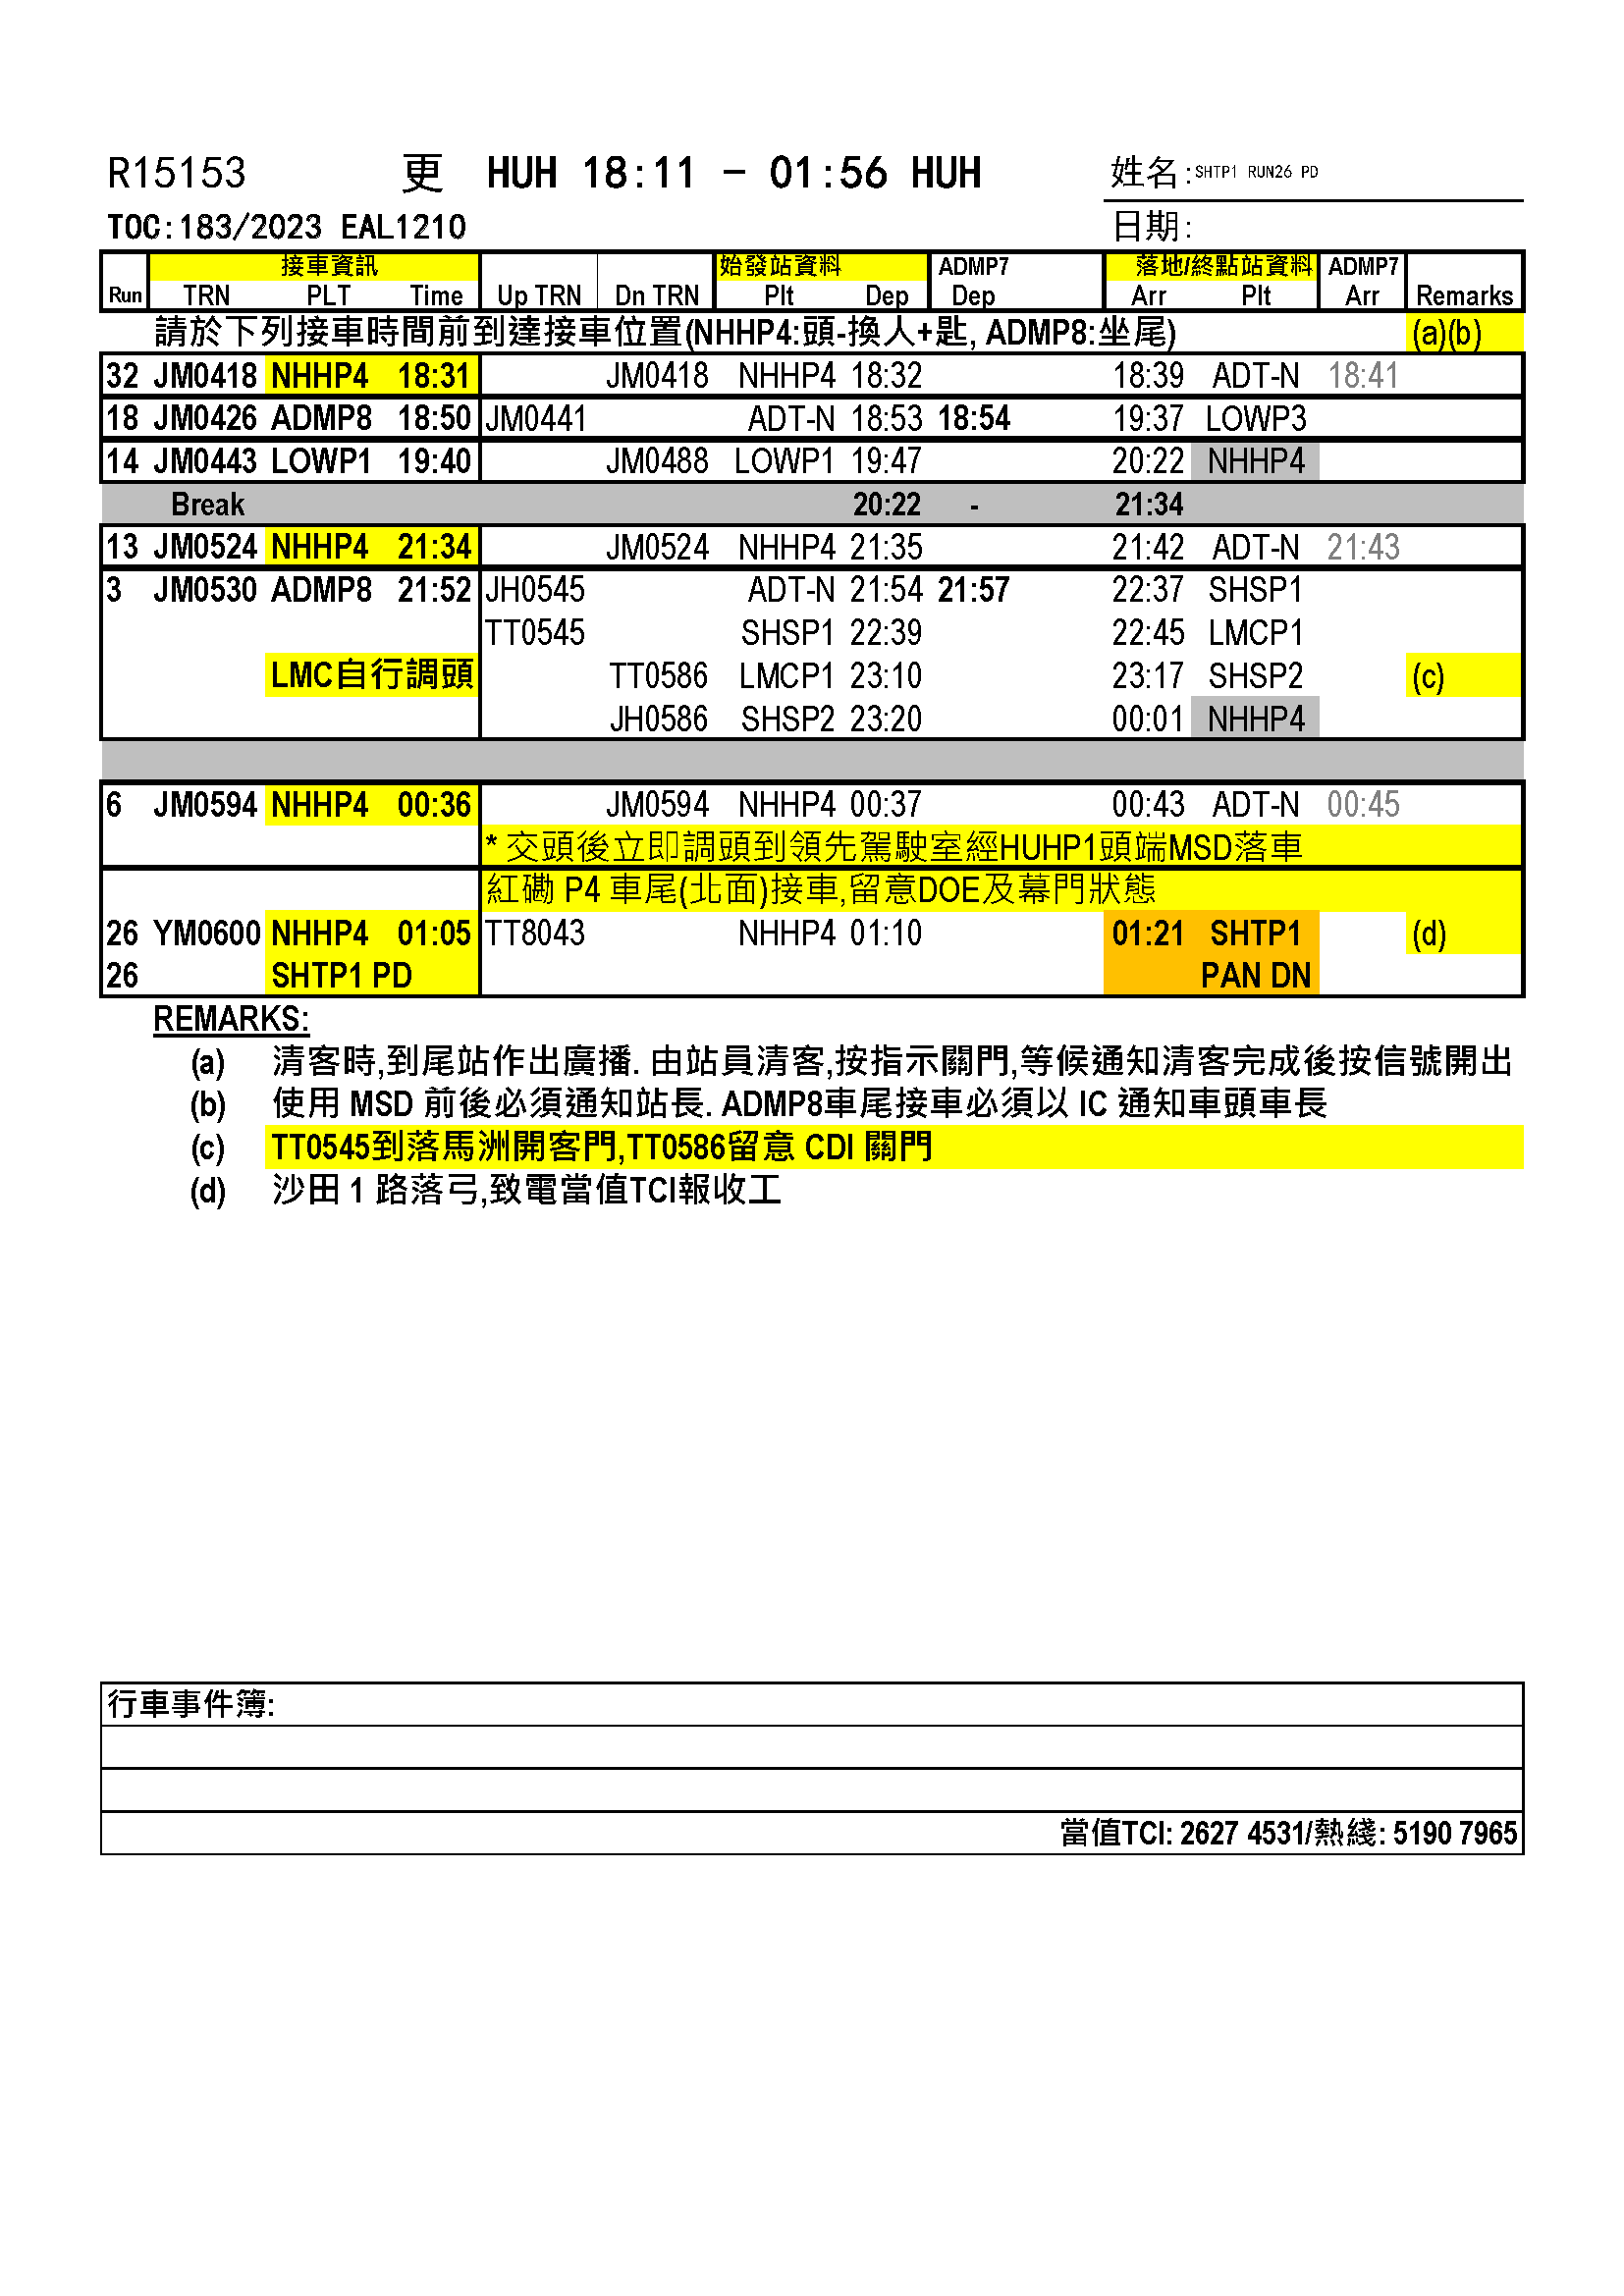 R15153 更 HUH 18:11 - 01:56 HUH 姓名:SHTP1 RUN26 PD
TOC:183/2023 EAL1210 日期:
接車資訊 始發站資料 ADMP7 落地/終點站資料 ADMP7
Run TRN PLT Time Up TRN Dn TRN Plt Dep Dep Arr Plt Arr Remarks
請於下列接車時間前到達接車位置(NHHP4:頭-換人+匙, ADMP8:坐尾) (a)(b)
32 JM0418 NHHP4 18:31 JM0418 NHHP4 18:32 18:39 ADT-N 18:41
18 JM0426 ADMP8 18:50 JM0441 ADT-N 18:53 18:54 19:37 LOWP3
14 JM0443 LOWP1 19:40 JM0488 LOWP1 19:47 20:22 NHHP4
Break 20:22 - 21:34
13 JM0524 NHHP4 21:34 JM0524 NHHP4 21:35 21:42 ADT-N 21:43
3 JM0530 ADMP8 21:52 JH0545 ADT-N 21:54 21:57 22:37 SHSP1
TT0545 SHSP1 22:39 22:45 LMCP1
LMC自行調頭 TT0586 LMCP1 23:10 23:17 SHSP2 (c)
JH0586 SHSP2 23:20 00:01 NHHP4
6 JM0594 NHHP4 00:36 JM0594 NHHP4 00:37 00:43 ADT-N 00:45
* 交頭後立即調頭到領先駕駛室經HUHP1頭端MSD落車
紅磡 P4 車尾(北面)接車,留意DOE及幕門狀態
26 YM0600 NHHP4 01:05 TT8043 NHHP4 01:10 01:21 SHTP1 (d)
26 SHTP1 PD PAN DN
REMARKS:
(a) 清客時,到尾站作出廣播. 由站員清客,按指示關門,等候通知清客完成後按信號開出
(b) 使用 MSD 前後必須通知站長. ADMP8車尾接車必須以 IC 通知車頭車長
(c) TT0545到落馬洲開客門,TT0586留意 CDI 關門
(d) 沙田 1 路落弓,致電當值TCI報收工
行車事件簿:
當值TCI: 2627 4531/熱綫: 5190 7965